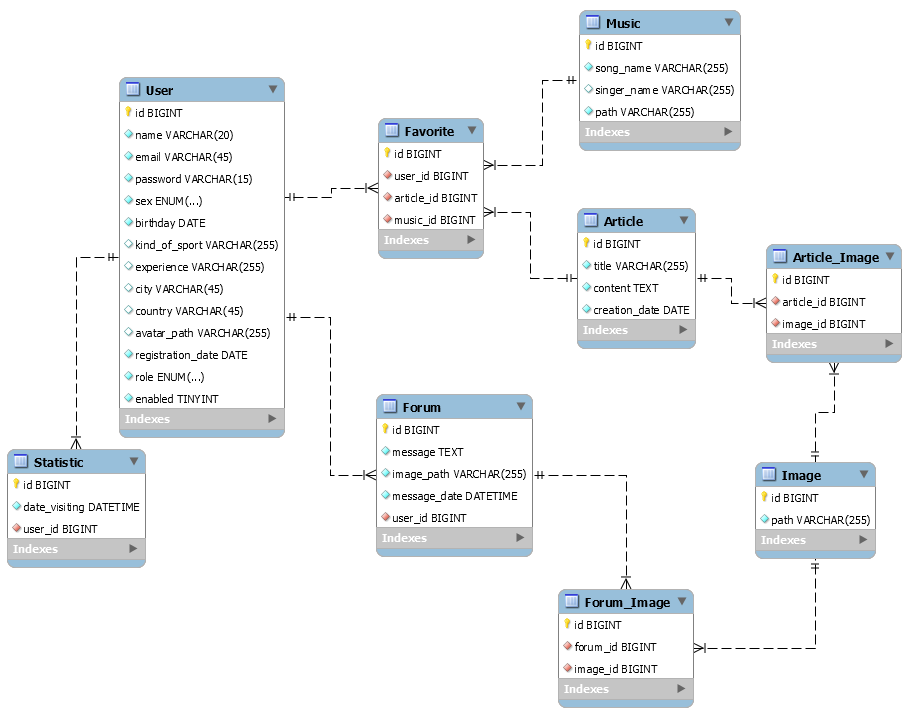 Music
id BIGINT
song_name VARCHAR(255)
singer_name VARCHAR(255)
path VARCHAR(255)
Indexes
User
id BIGINT
name VARCHAR(20)
email VARCHAR(45)
password VARCHAR(15)
sex ENUM(...)
birthday DATE
kind_of_sport VARCHAR(255)
experience VARCHAR(255)
city VARCHAR(45)
country VARCHAR(45)
avatar_path VARCHAR(255)
registration_date DATE
role ENUM(...)
enabled TINYINT
Indexes
Favorite
id BIGINT
user_id BIGINT
article_id BIGINT
music_id BIGINT
Indexes
Article
id BIGINT
title VARCHAR(255)
content TEXT
creation_date DATE
Indexes
Article_Image
id BIGINT
article_id BIGINT
image_id BIGINT
Indexes
Forum
id BIGINT
message TEXT
image_path VARCHAR(255)
message_date DATETIME
user_id BIGINT
Indexes
Statistic
id BIGINT
date_visiting DATETIME
user_id BIGINT
Indexes
Image
id BIGINT
path VARCHAR(255)
Indexes
Forum_Image
id BIGINT
forum_id BIGINT
image_id BIGINT
Indexes